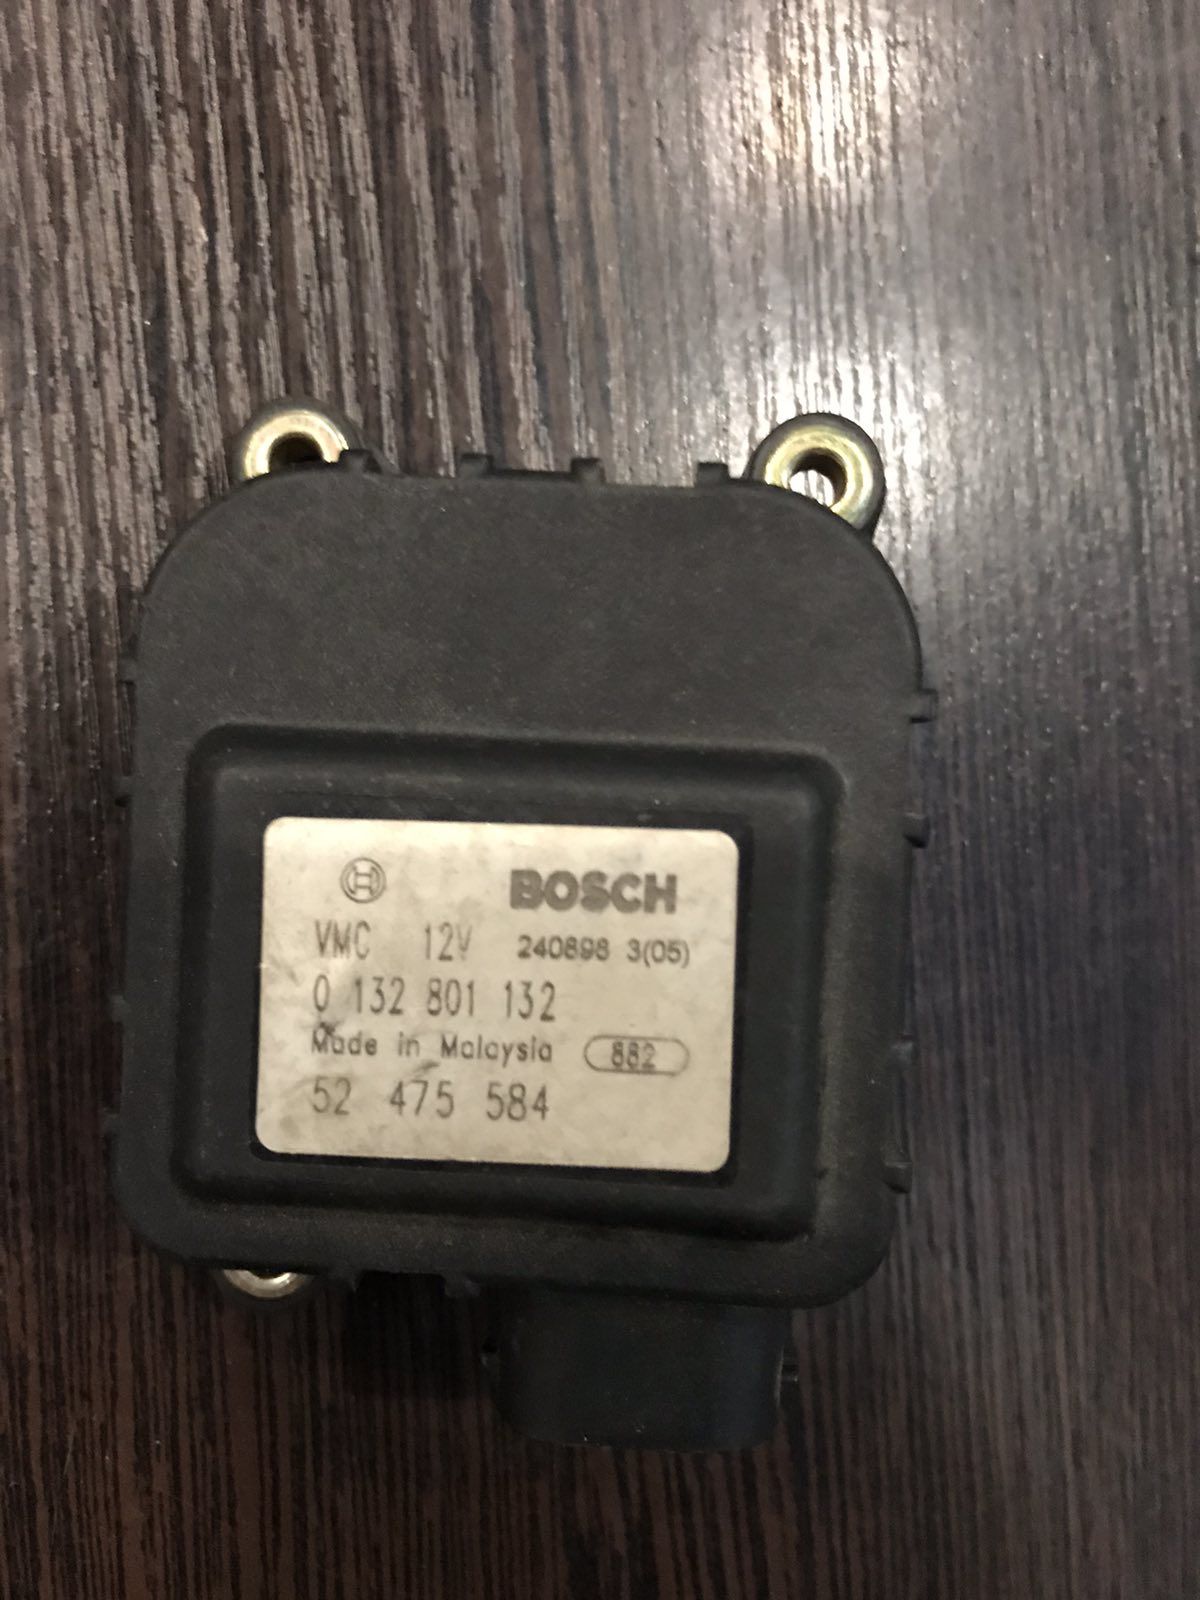 BOSCH
VMC 12V 240898 3(05)
0 132 801 132
Made in Malaysia 882
52 475 584